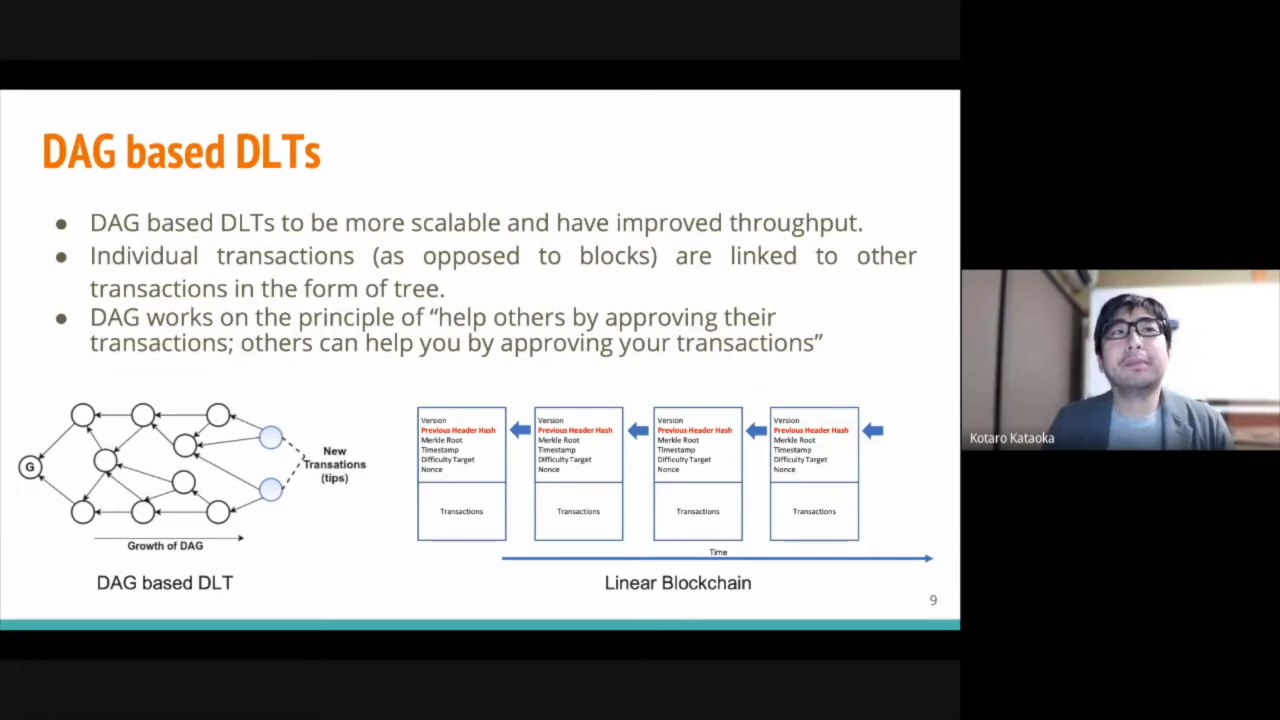 DAG based DLTs
● DAG based DLTs to be more scalable and have improved throughput.
● Individual transactions (as opposed to blocks) are linked to other
transactions in the form of tree.
● DAG works on the principle of “help others by approving their
transactions; others can help you by approving your transactions”
G
New
Transations
(tips)
Growth of DAG
DAG based DLT
Version
Previous Header Hash
Merkle Root
Timestamp
Difficulty Target
Nonce
Transactions
Version
Previous Header Hash
Merkle Root
Timestamp
Difficulty Target
Nonce
Transactions
Version
Previous Header Hash
Merkle Root
Timestamp
Difficulty Target
Nonce
Transactions
Version
Previous Header Hash
Merkle Root
Timestamp
Difficulty Target
Nonce
Transactions
Time
Linear Blockchain
9
Kotaro Kataoka